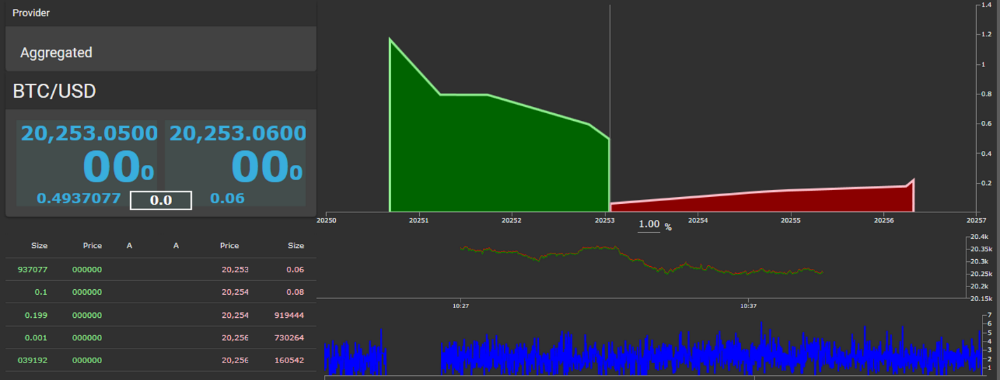 Provider
Aggregated
BTC/USD
20,253.0500 20,253.0600
000 000
0.4937077 0.0 0.06
Size Price A A Price Size
937077 000000 20,253 0.06
0.1 000000 20,254 0.08
0.199 000000 20,254 919444
0.001 000000 20,256 730264
039192 000000 20,256 160542
1.4
1.2
1
0.8
0.6
0.4
0.2
20250 20251 20252 20253 20254 20255 20256 20257
1.00 %
20.4k
20.35k
20.3k
20.25k
20.2k
20.15k
10:27 10:37
7
6
5
4
3
2
1